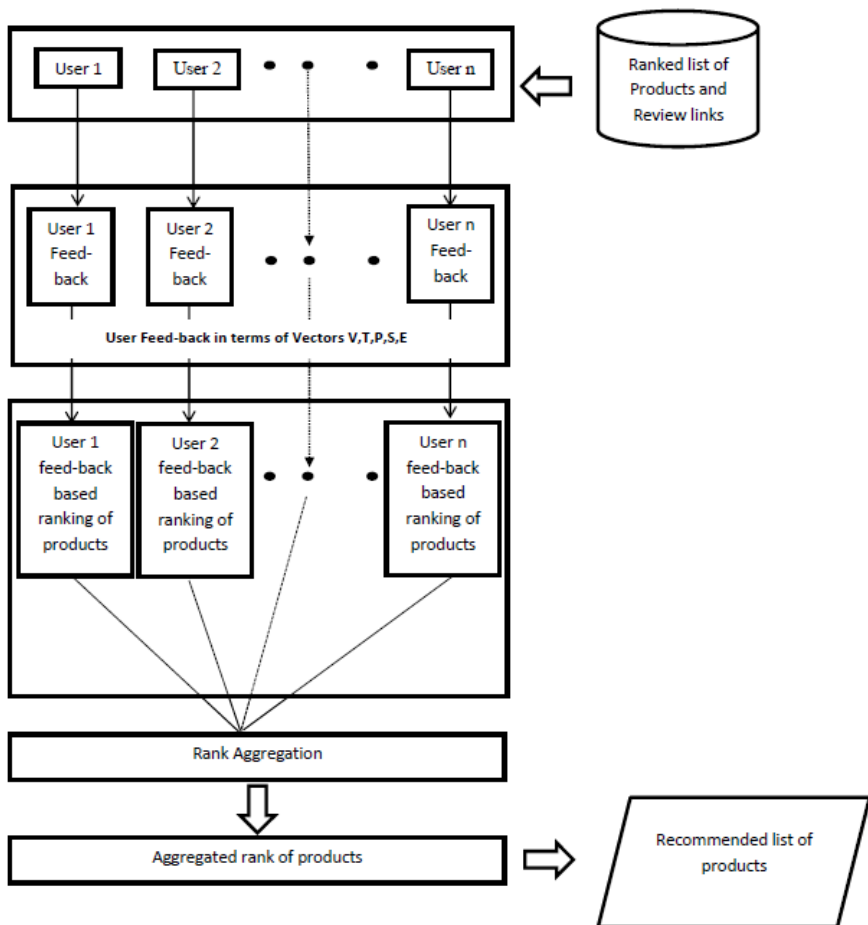 User 1
User 2
User n
Ranked list of
Products and
Review links
User 1
Feed-
back
User 2
Feed-
back
User n
Feed-
back
User Feed-back in terms of Vectors V,T,P,S,E
User 1
feed-back
based
ranking of
products
User 2
feed-back
based
ranking of
products
User n
feed-back
based
ranking of
products
Rank Aggregation
Aggregated rank of products
Recommended list of
products